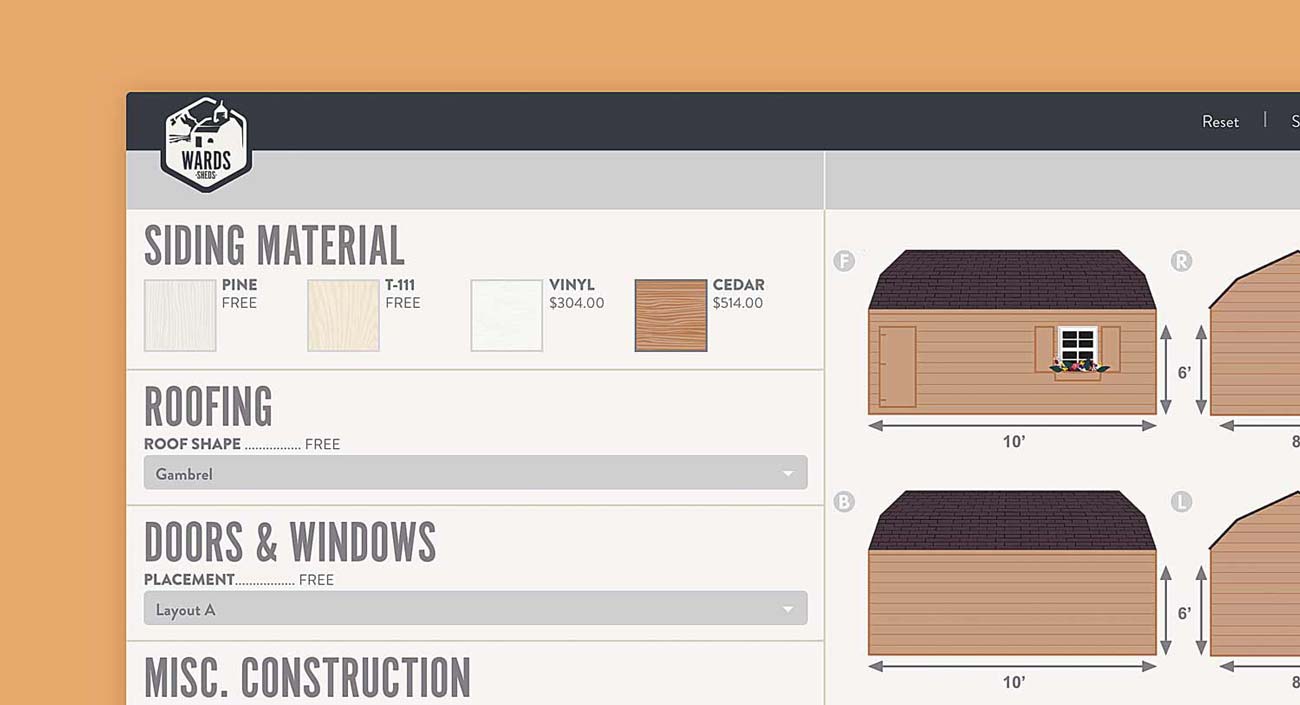 WARDS
·SHEDS·
Reset | S
SIDING MATERIAL
PINE
FREE
T-111
FREE
VINYL
$304.00
CEDAR
$514.00
ROOFING
ROOF SHAPE ............... FREE
Gambrel
DOORS & WINDOWS
PLACEMENT................ FREE
Layout A
MISC. CONSTRUCTION
F
6’
10’
R
8
B
6’
10’
L
8